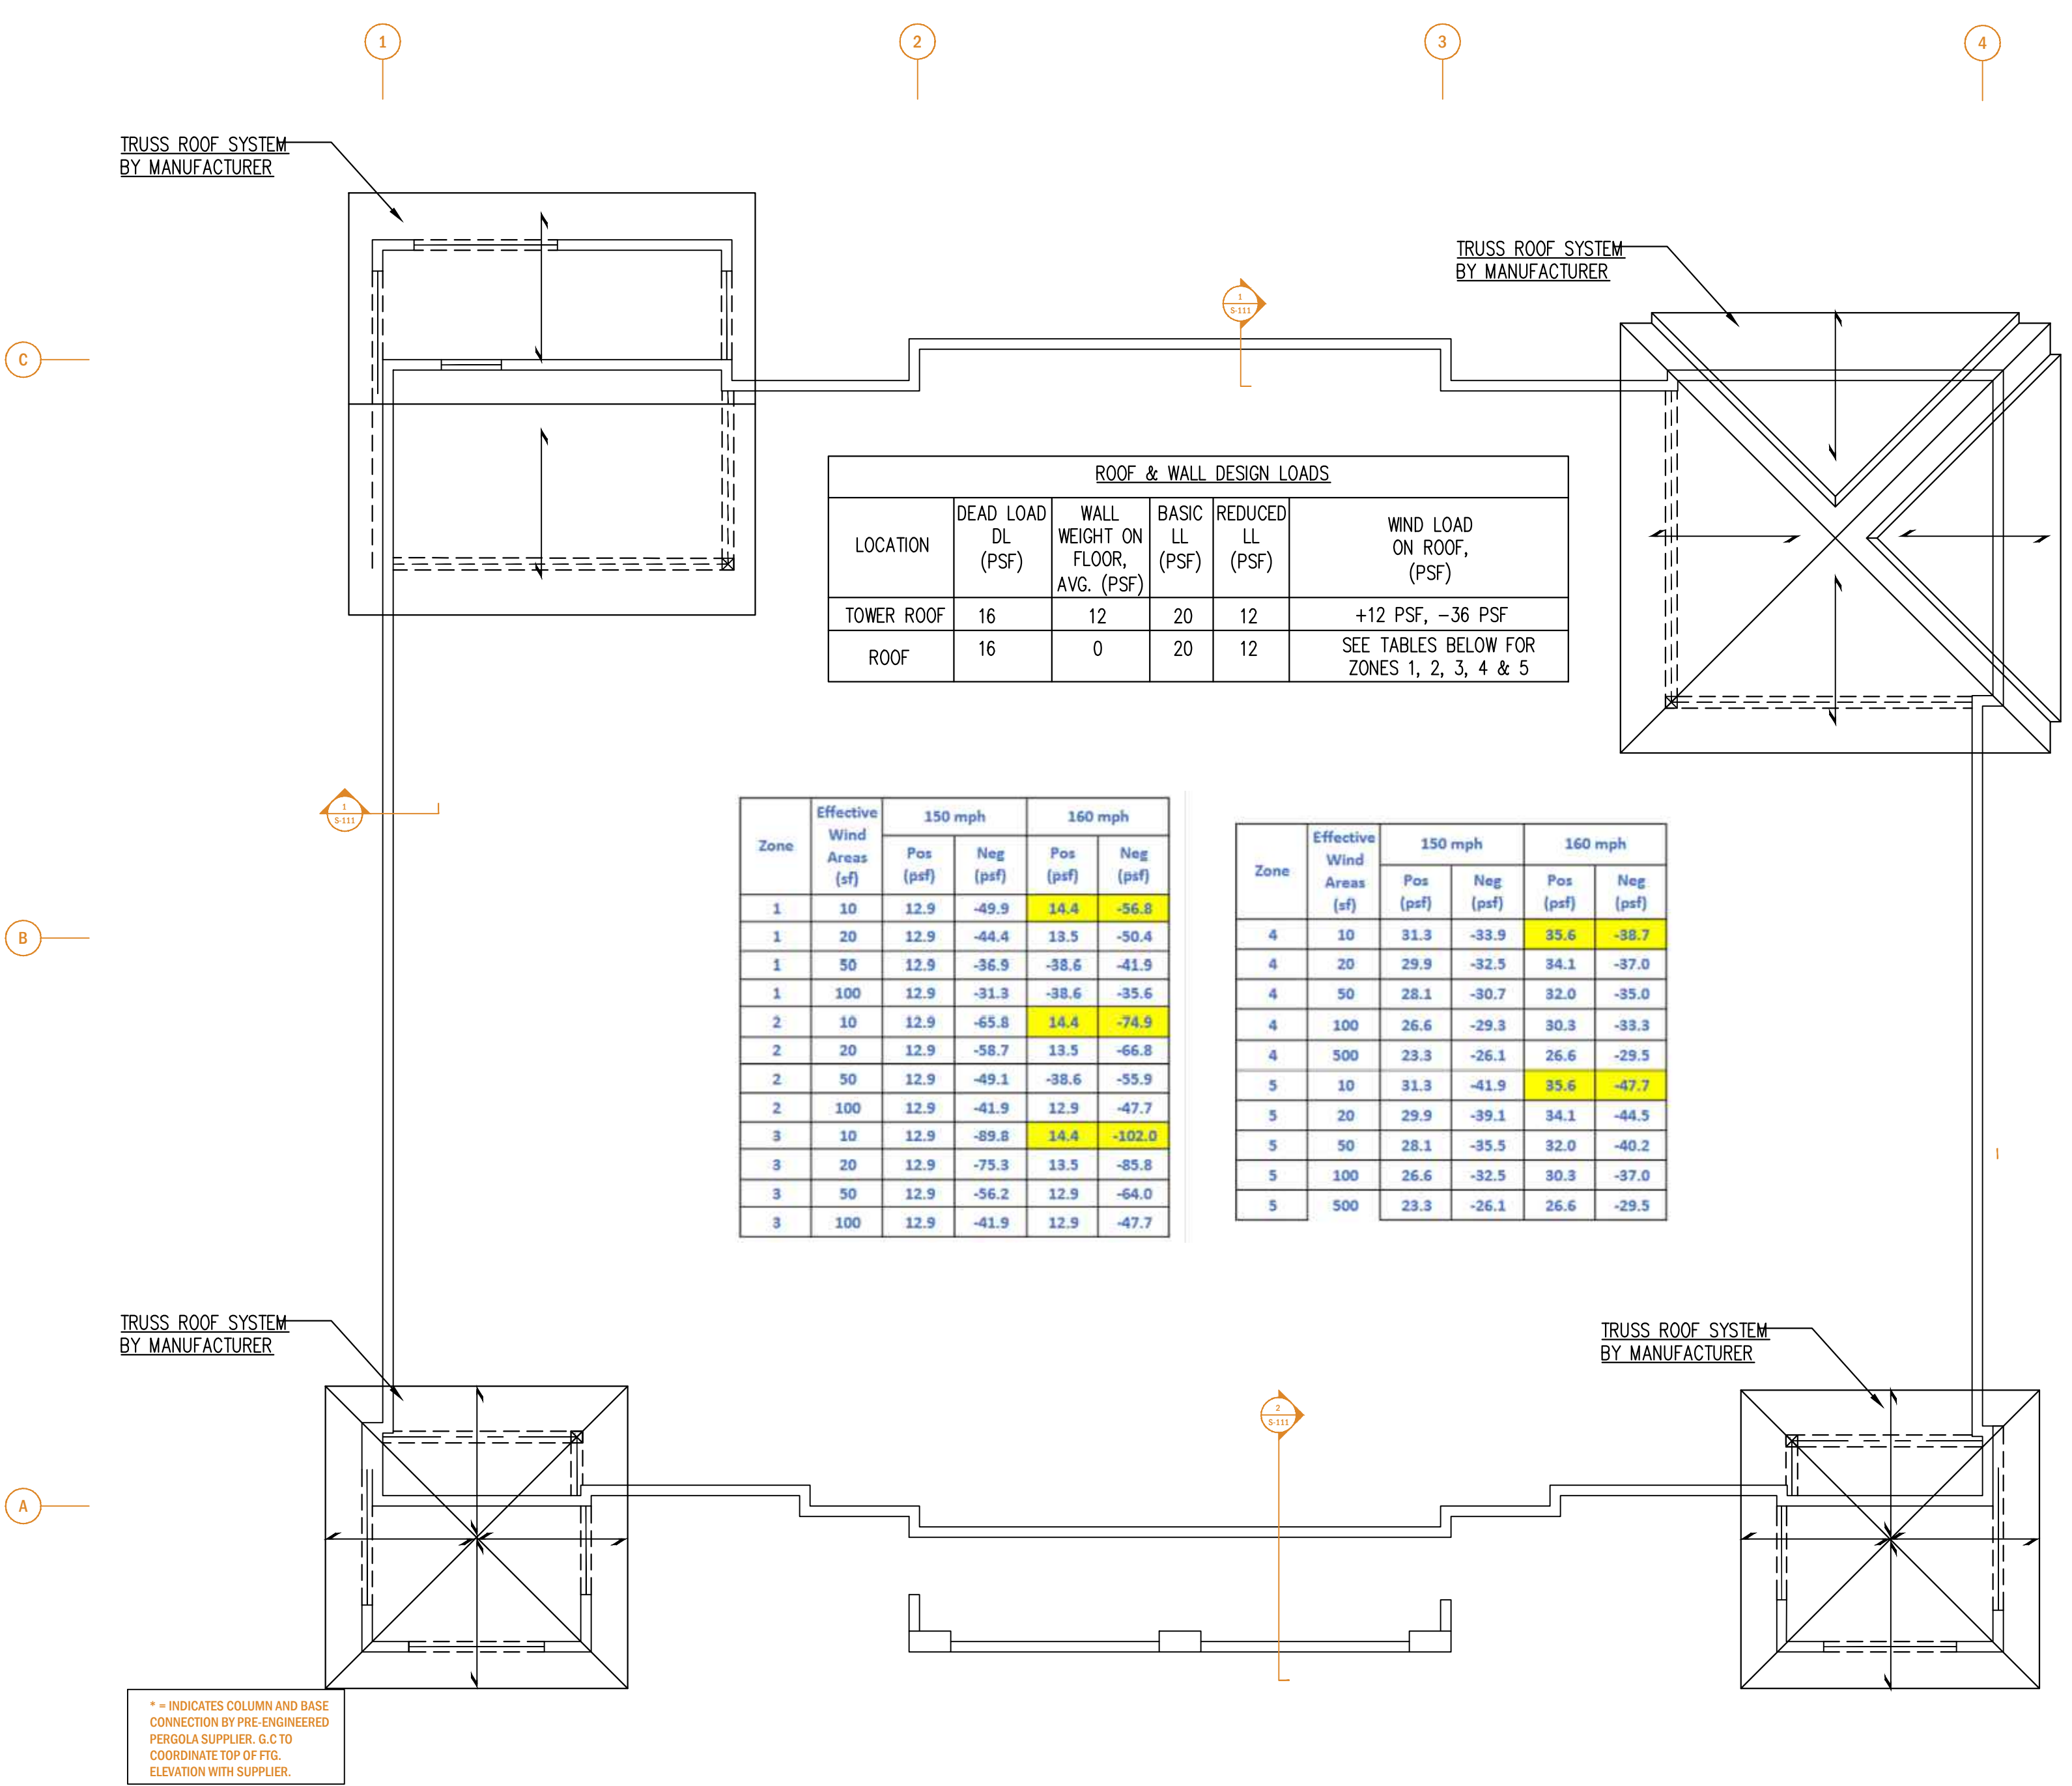 1
2
3
4
TRUSS ROOF SYSTEM
BY MANUFACTURER
TRUSS ROOF SYSTEM
BY MANUFACTURER
1
S-111
C
ROOF & WALL DESIGN LOADS
LOCATION
DEAD LOAD
DL
(PSF)
WALL
WEIGHT ON
FLOOR,
AVG. (PSF)
BASIC
LL
(PSF)
REDUCED
LL
(PSF)
WIND LOAD
ON ROOF,
(PSF)
TOWER ROOF 16 12 20 12 +12 PSF, -36 PSF
ROOF 16 0 20 12 SEE TABLES BELOW FOR
ZONES 1, 2, 3, 4 & 5
1
S-111
Zone
Effective
Wind
Areas
(sf)
150 mph 160 mph
Pos Neg Pos Neg
(psf) (psf) (psf) (psf)
1 10 12.9 -49.9 14.4 -56.8
1 20 12.9 -44.4 13.5 -50.4
1 50 12.9 -36.9 -38.6 -41.9
1 100 12.9 -31.3 -38.6 -35.6
2 10 12.9 -65.8 14.4 -74.9
2 20 12.9 -58.7 13.5 -66.8
2 50 12.9 -49.1 -38.6 -55.9
2 100 12.9 -41.9 12.9 -47.7
3 10 12.9 -89.8 14.4 -102.0
3 20 12.9 -75.3 13.5 -85.8
3 50 12.9 -56.2 12.9 -64.0
3 100 12.9 -41.9 12.9 -47.7
Zone
Effective
Wind
Areas
(sf)
150 mph 160 mph
Pos Neg Pos Neg
(psf) (psf) (psf) (psf)
4 10 31.3 -33.9 35.6 -38.7
4 20 29.9 -32.5 34.1 -37.0
4 50 28.1 -30.7 32.0 -35.0
4 100 26.6 -29.3 30.3 -33.3
4 500 23.3 -26.1 26.6 -29.5
5 10 31.3 -41.9 35.6 -47.7
5 20 29.9 -39.1 34.1 -44.5
5 50 28.1 -35.5 32.0 -40.2
5 100 26.6 -32.5 30.3 -37.0
5 500 23.3 -26.1 26.6 -29.5
B
TRUSS ROOF SYSTEM
BY MANUFACTURER
TRUSS ROOF SYSTEM
BY MANUFACTURER
2
S-111
A
* = INDICATES COLUMN AND BASE
CONNECTION BY PRE-ENGINEERED
PERGOLA SUPPLIER. G.C TO
COORDINATE TOP OF FTG.
ELEVATION WITH SUPPLIER.